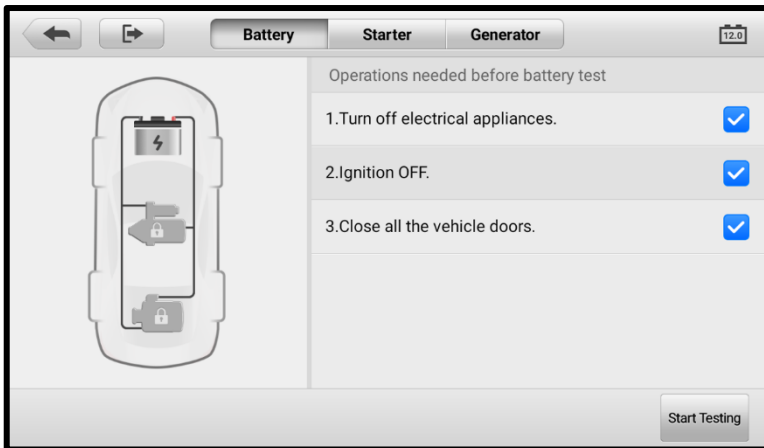 Battery
Starter
Generator
12.0
Operations needed before battery test
1.Turn off electrical appliances.
2.Ignition OFF.
3.Close all the vehicle doors.
Start Testing